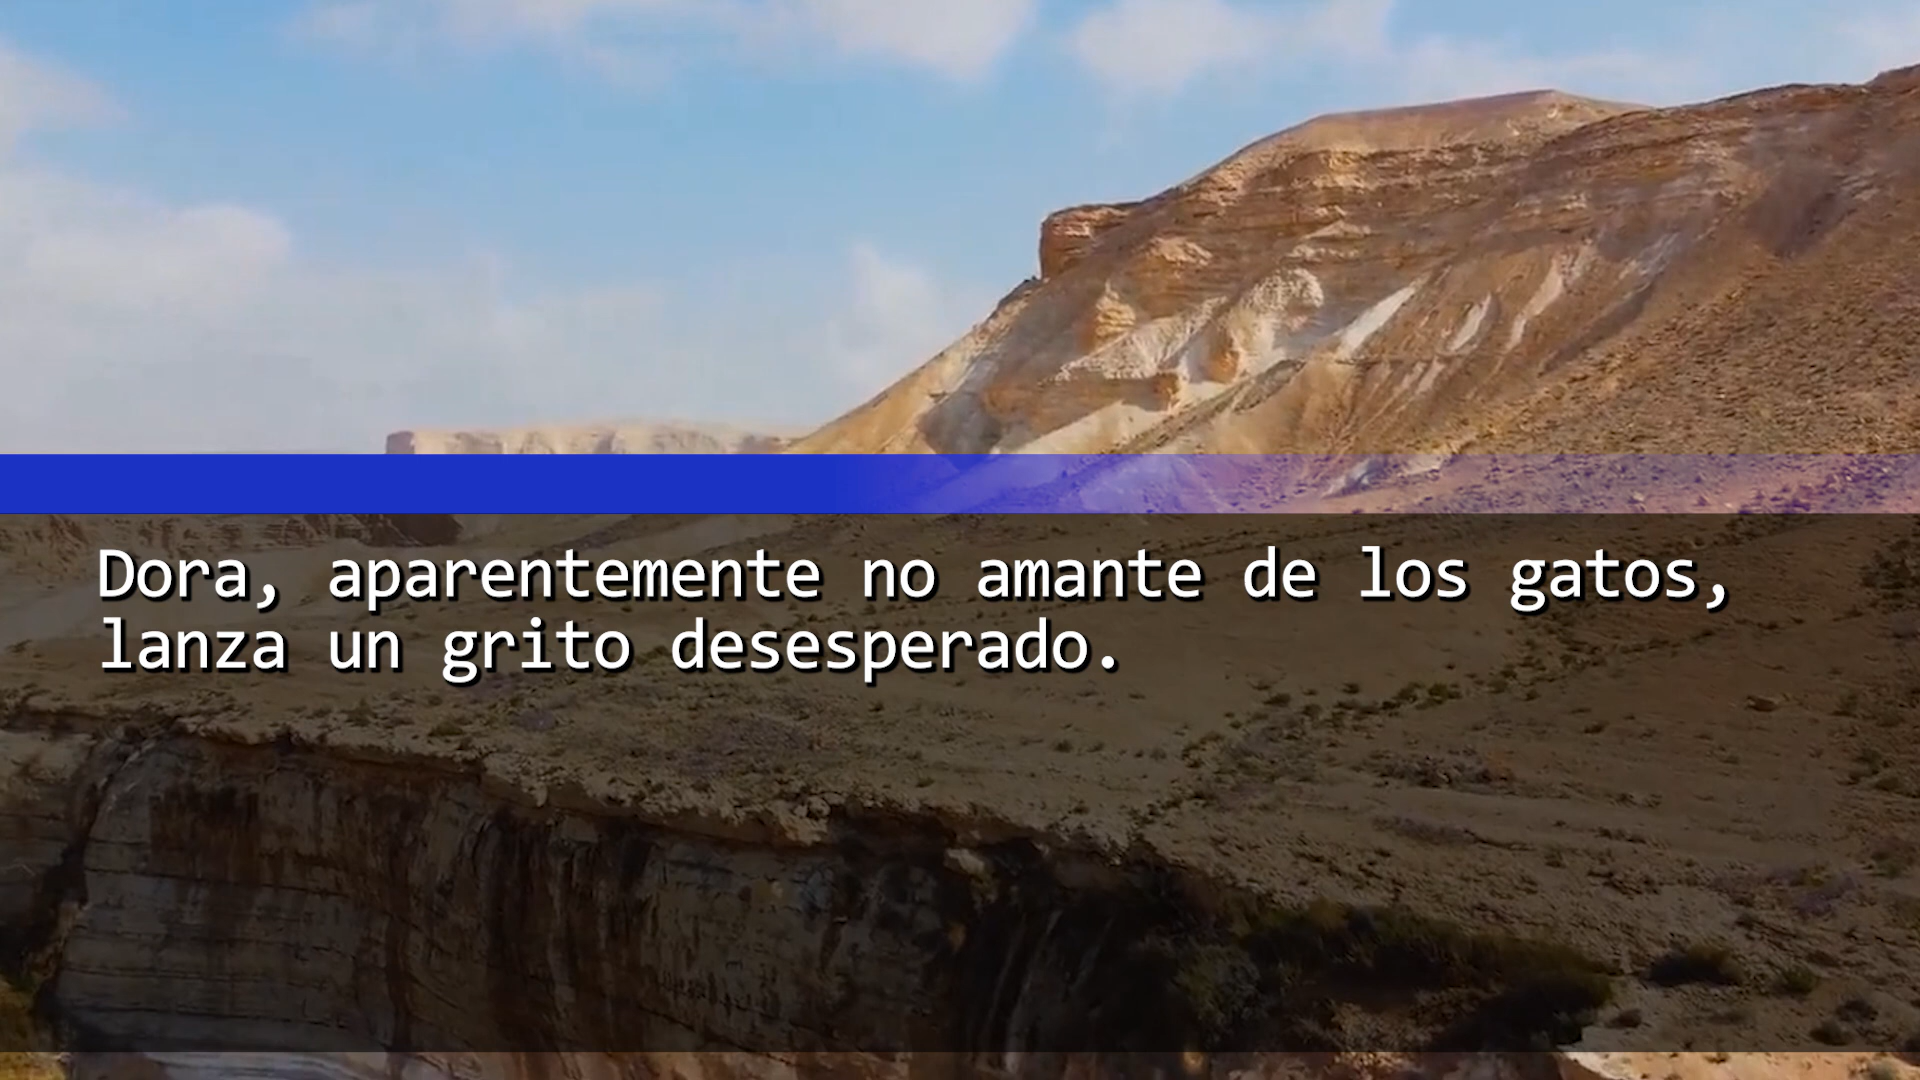 Dora, aparentemente no amante de los gatos,
lanza un grito desesperado.